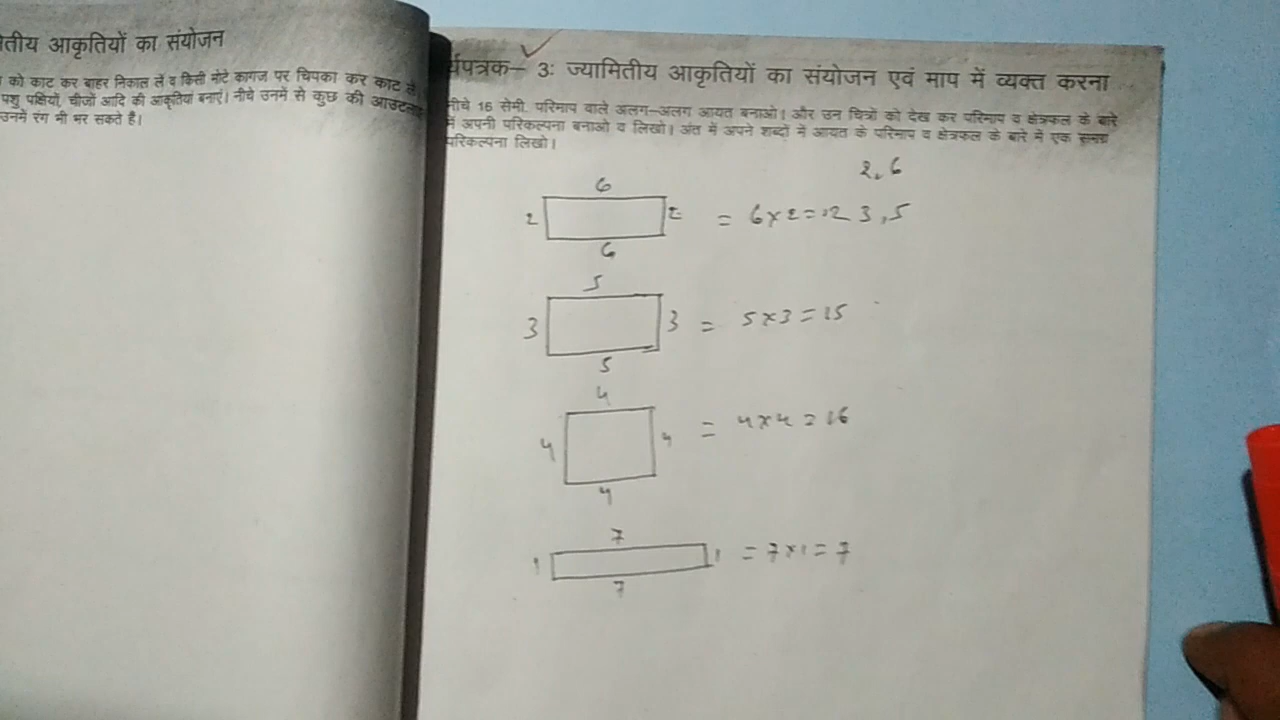 तीय आकृतियों का संयोजन
को काट कर बाहर निकाल लें व किसी मोटे कागज पर चिपका कर काट लें,
पशु पक्षियों, चीजों आदि की आकृतियां बनाएं। नीचे उनमें से कुछ की आउटलाइन
उनमें रंग भी भर सकते हैं।
र्यपत्रक– 3: ज्यामितीय आकृतियों का संयोजन एवं माप में व्यक्त करना
नीचे 16 सेमी. परिमाप वाले अलग–अलग आयत बनाओ। और उन चित्रों को देख कर परिमाप व क्षेत्रफल के बारे
में अपनी परिकल्पना बनाओ व लिखो। अंत में अपने शब्दों में आयत के परिमाप व क्षेत्रफल के बारे में एक समग्र
परिकल्पना लिखो।
2, 6
6
2 2 = 6×2=12 3,5
6
5
3 3 = 5×3=15
5
4
4 4 = 4×4=16
4
7
1 1 = 7×1=7
7